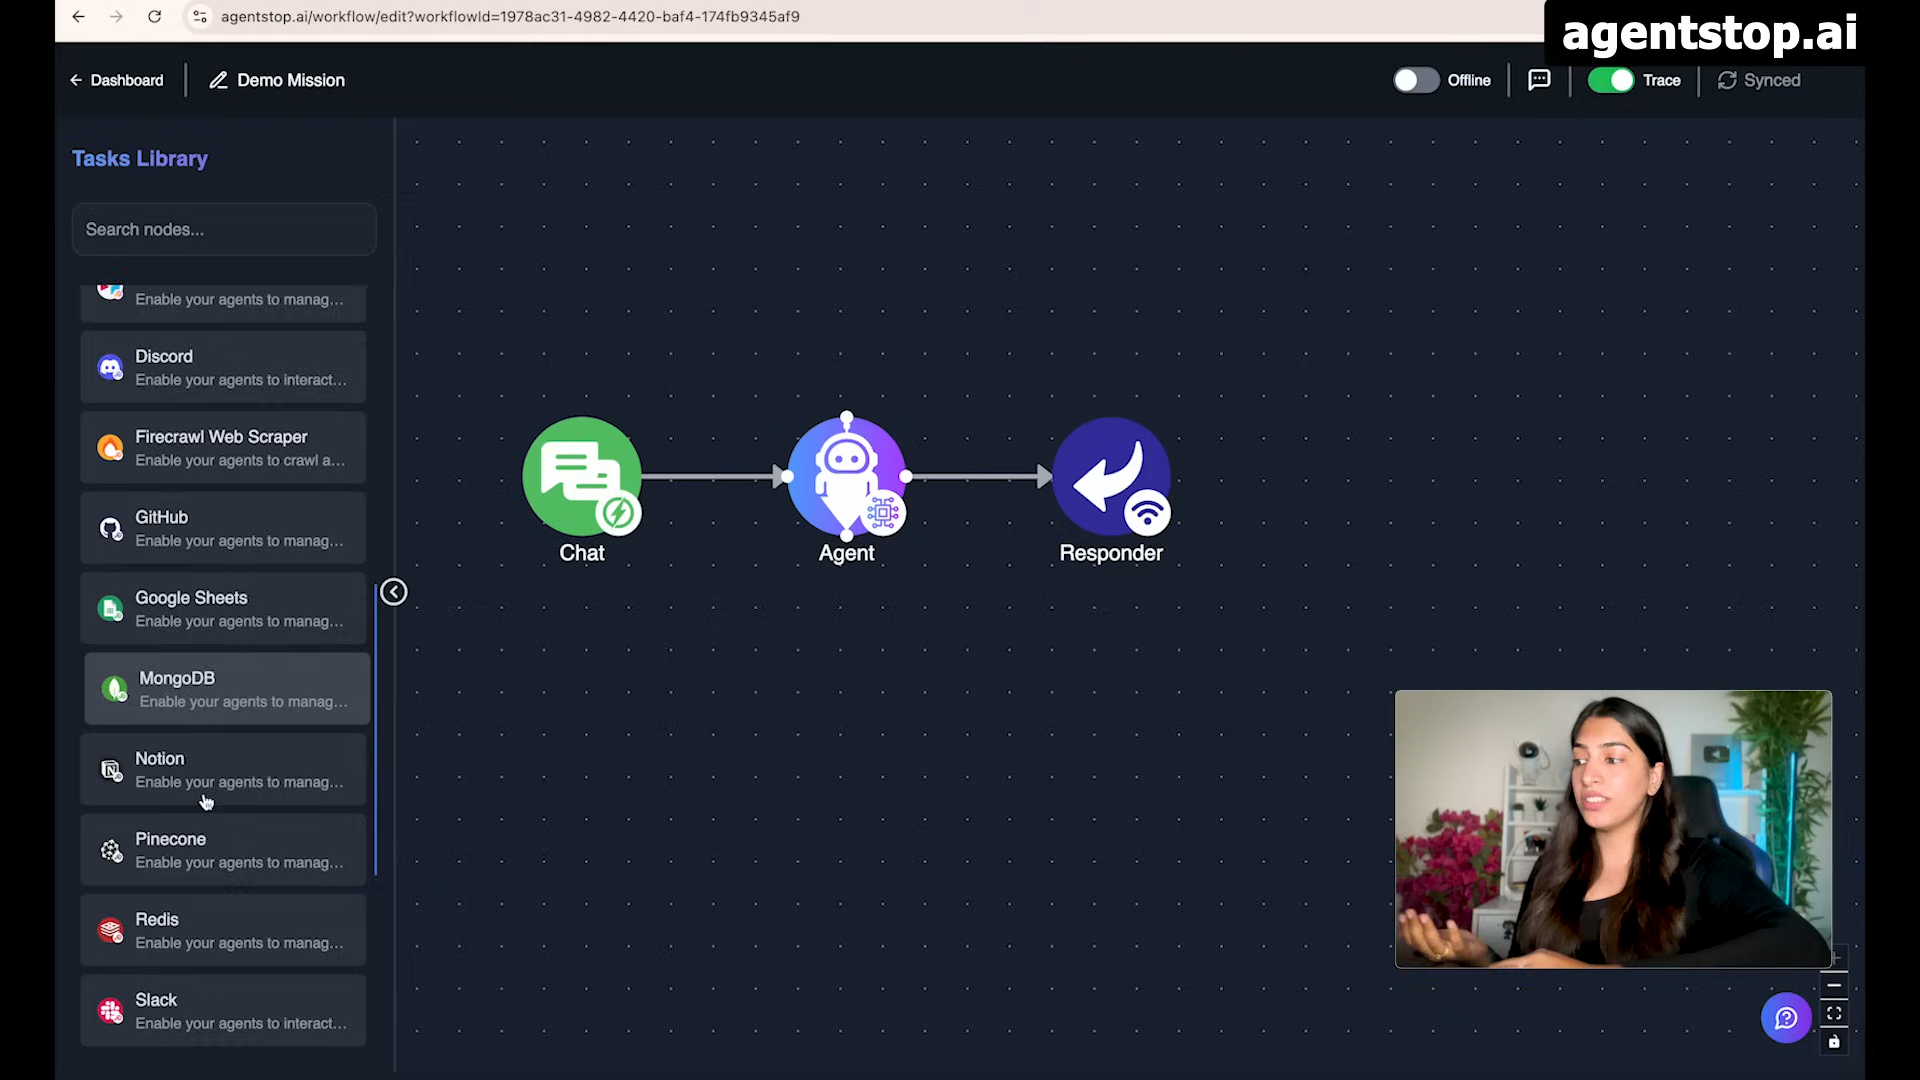 agentstop.ai/workflow/edit?workflowId=1978ac31-4982-4420-baf4-174fb9345af9
agentstop.ai
Dashboard
Demo Mission
Offline
Trace
Synced
Tasks Library
Search nodes...
Enable your agents to manag...
Discord
Enable your agents to interact...
Firecrawl Web Scraper
Enable your agents to crawl a...
GitHub
Enable your agents to manag...
Google Sheets
Enable your agents to manag...
MongoDB
Enable your agents to manag...
Notion
Enable your agents to manag...
Pinecone
Enable your agents to manag...
Redis
Enable your agents to manag...
Slack
Enable your agents to interact...
Chat
Agent
Responder